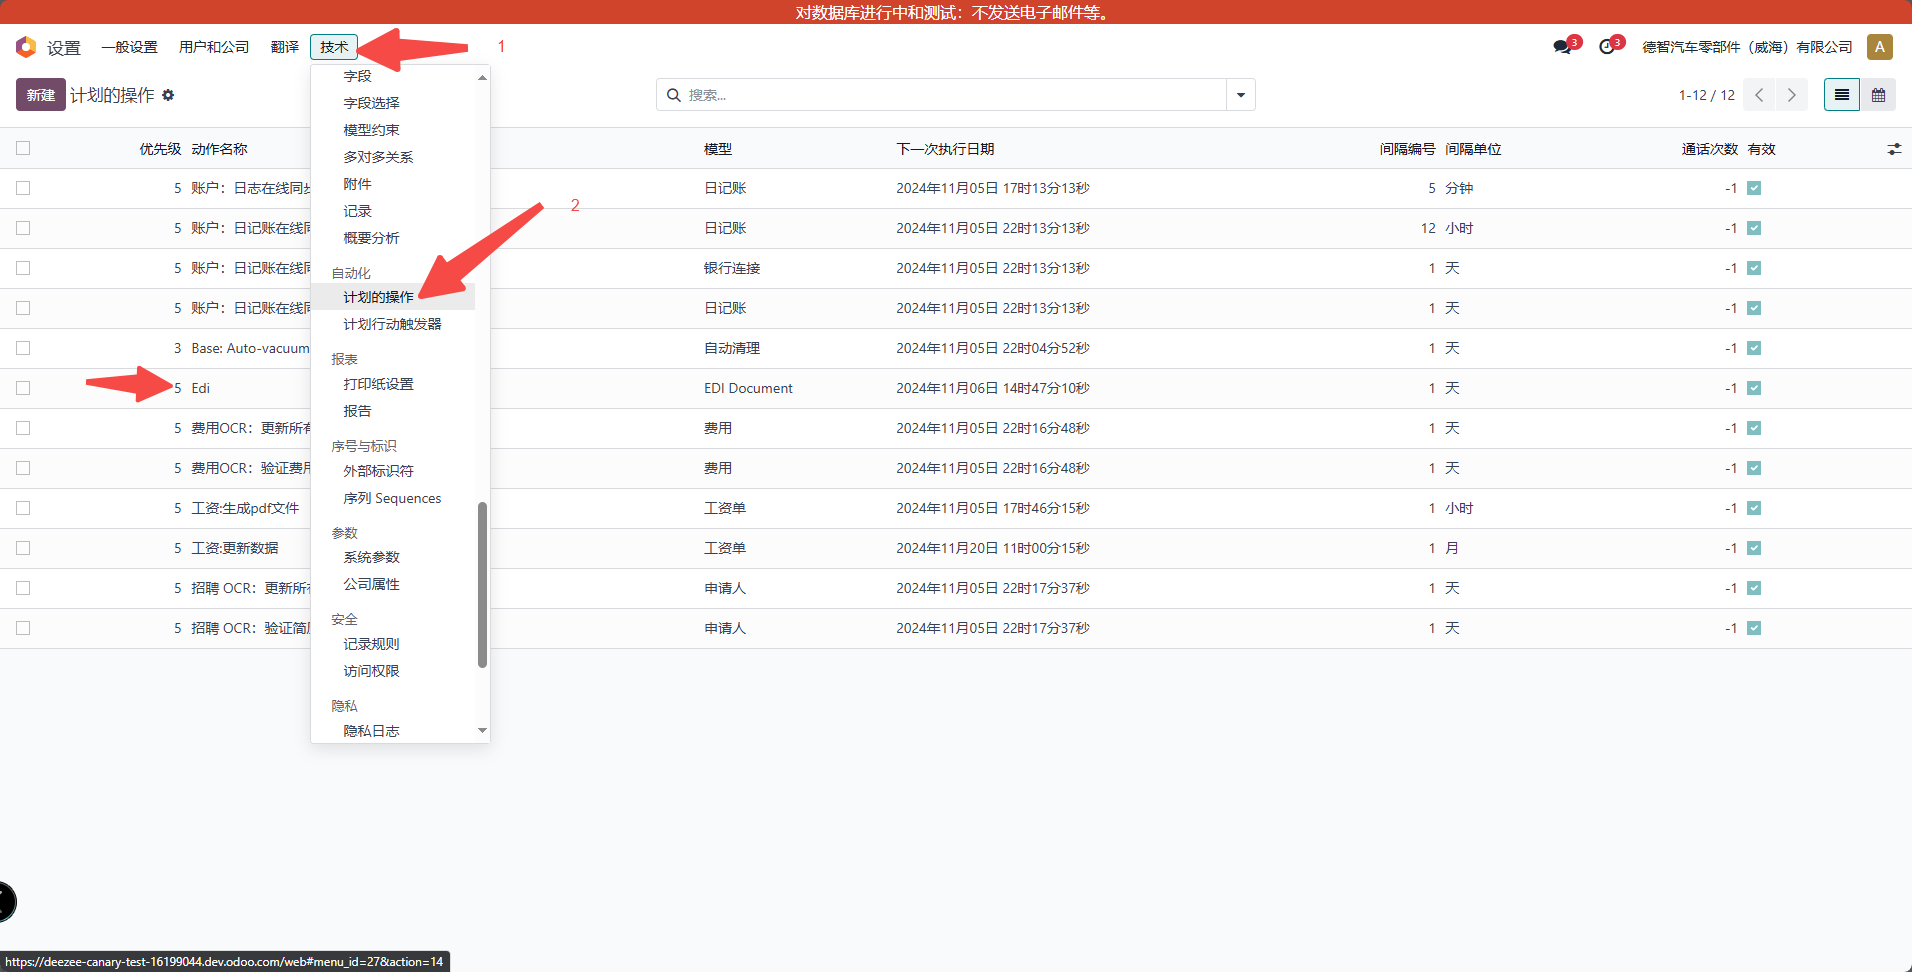 对数据库进行中和测试：不发送电子邮件等。
设置 一般设置 用户和公司 翻译 技术 1 3 3 德智汽车零部件（威海）有限公司 A
新建 计划的操作 搜索... 1-12 / 12
字段
字段选择
模型约束
多对多关系
附件
记录
概要分析
自动化
计划的操作
计划行动触发器
报表
打印纸设置
报告
序号与标识
外部标识符
序列 Sequences
参数
系统参数
公司属性
安全
记录规则
访问权限
隐私
隐私日志
2
优先级 动作名称 模型 下一次执行日期 间隔编号 间隔单位 通话次数 有效
5 账户：日志在线同步 日记账 2024年11月05日 17时13分13秒 5 分钟 -1
5 账户：日记账在线同 日记账 2024年11月05日 22时13分13秒 12 小时 -1
5 账户：日记账在线同 银行连接 2024年11月05日 22时13分13秒 1 天 -1
5 账户：日记账在线同 日记账 2024年11月05日 22时13分13秒 1 天 -1
3 Base: Auto-vacuum 自动清理 2024年11月05日 22时04分52秒 1 天 -1
5 Edi EDI Document 2024年11月06日 14时47分10秒 1 天 -1
5 费用OCR：更新所有 费用 2024年11月05日 22时16分48秒 1 天 -1
5 费用OCR：验证费用 费用 2024年11月05日 22时16分48秒 1 天 -1
5 工资:生成pdf文件 工资单 2024年11月05日 17时46分15秒 1 小时 -1
5 工资:更新数据 工资单 2024年11月20日 11时00分15秒 1 月 -1
5 招聘 OCR：更新所有 申请人 2024年11月05日 22时17分37秒 1 天 -1
5 招聘 OCR：验证简历 申请人 2024年11月05日 22时17分37秒 1 天 -1
https://deezee-canary-test-16199044.dev.odoo.com/web#menu_id=27&action=14